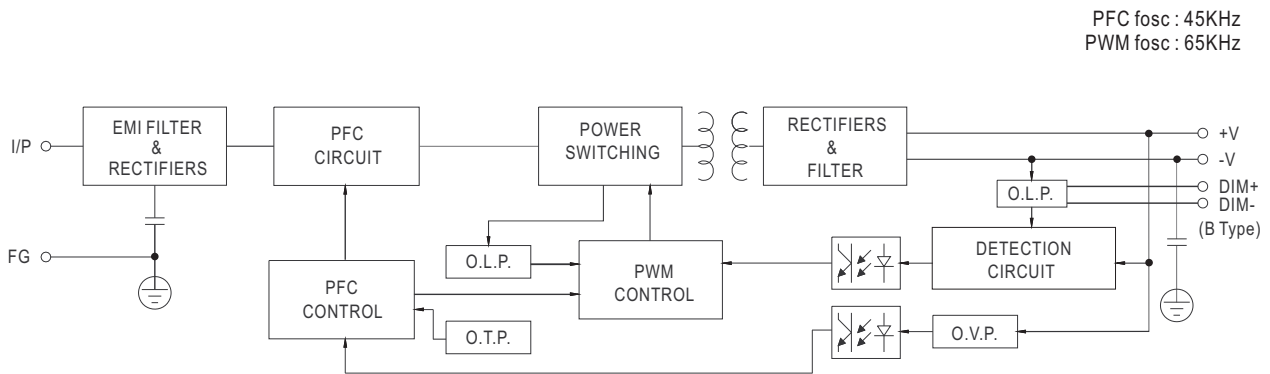 PFC fosc : 45KHz
PWM fosc : 65KHz
I/P
EMI FILTER
&
RECTIFIERS
PFC
CIRCUIT
POWER
SWITCHING
RECTIFIERS
&
FILTER
+V
-V
O.L.P.
DIM+
DIM-
(B Type)
FG
PFC
CONTROL
O.L.P.
PWM
CONTROL
DETECTION
CIRCUIT
O.T.P.
O.V.P.